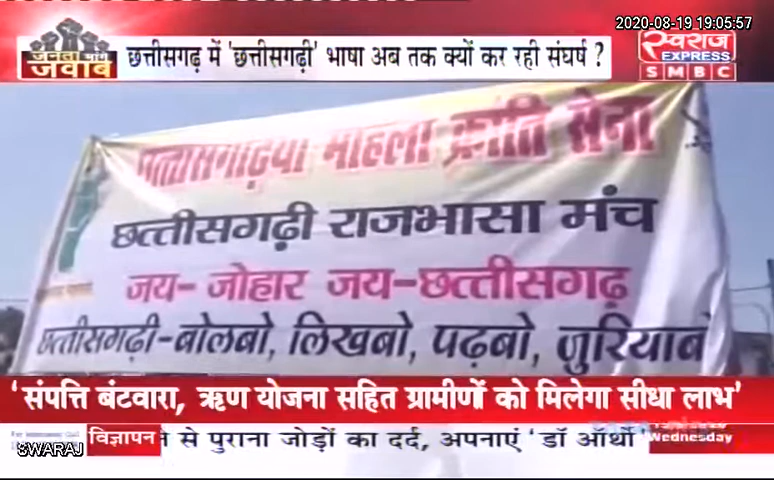 2020-08-19 19:05:57
जनता मांगे
जवाब
छत्तीसगढ़ में 'छत्तीसगढ़ी' भाषा अब तक क्यों कर रही संघर्ष ?
स्वराज
EXPRESS
SMBC
महिला क्रांति सेना
छत्तीसगढ़ी राजभासा मंच
जय- जोहार जय-छत्तीसगढ़
छत्तीसगढ़ी-बोलबो, लिखबो, पढ़बो, जुरियाबो
'संपत्ति बंटवारा, ऋण योजना सहित ग्रामीणों को मिलेगा सीधा लाभ'
विज्ञापन
से पुराना जोड़ों का दर्द, अपनाएं 'डॉ ऑर्थो'
Wednesday
SWARAJ